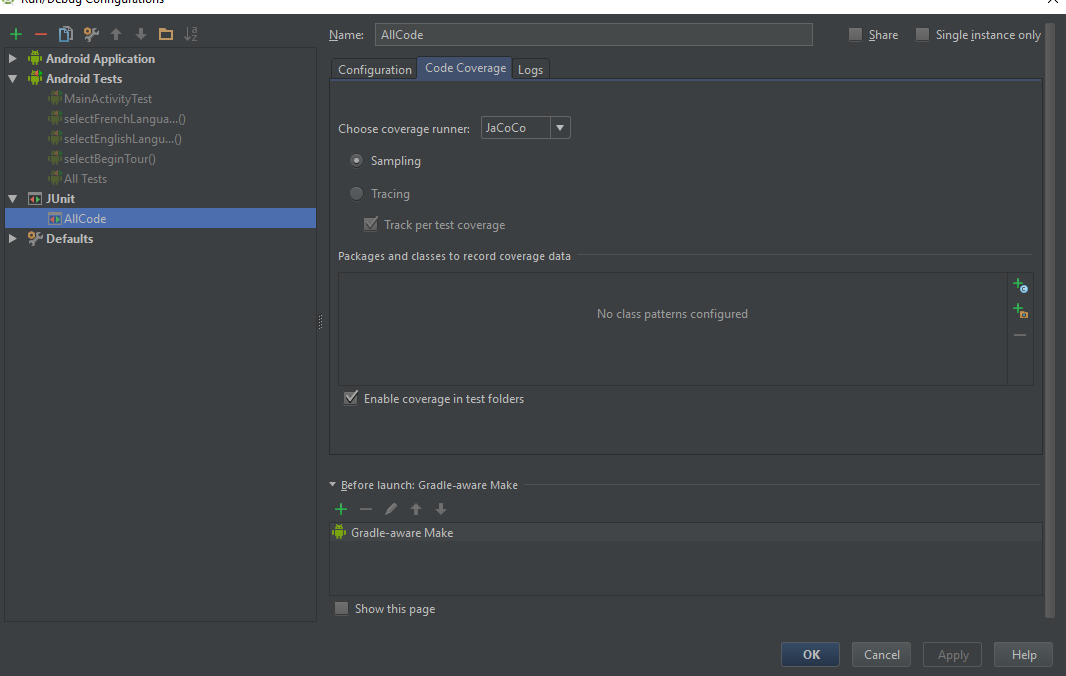 Run/Debug Configurations
Name: AllCode
Share
Single instance only
Android Application
Android Tests
MainActivityTest
selectFrenchLangua...()
selectEnglishLangu...()
selectBeginTour()
All Tests
JUnit
AllCode
Defaults
Configuration Code Coverage Logs
Choose coverage runner: JaCoCo
Sampling
Tracing
Track per test coverage
Packages and classes to record coverage data
No class patterns configured
Enable coverage in test folders
Before launch: Gradle-aware Make
Gradle-aware Make
Show this page
OK Cancel Apply Help